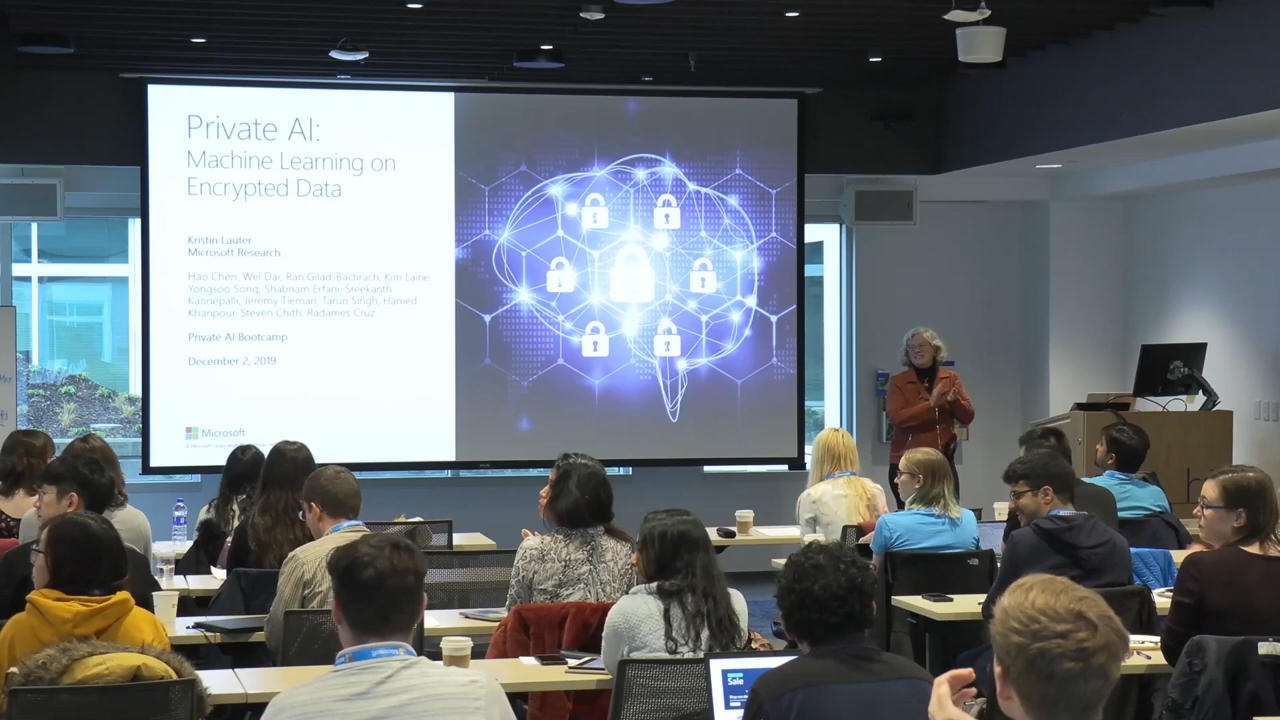 Private AI:
Machine Learning on
Encrypted Data
Kristin Lauter
Microsoft Research
Hao Chen, Wei Dai, Ran Gilad-Bachrach, Kim Laine,
Yongsoo Song, Shabnam Erfani, Sreekanth
Kannepalli, Jeremy Tieman, Tarun Singh, Hamed
Khanpour, Steven Chith, Radames Cruz
Private AI Bootcamp
December 2, 2019
Microsoft
Sale